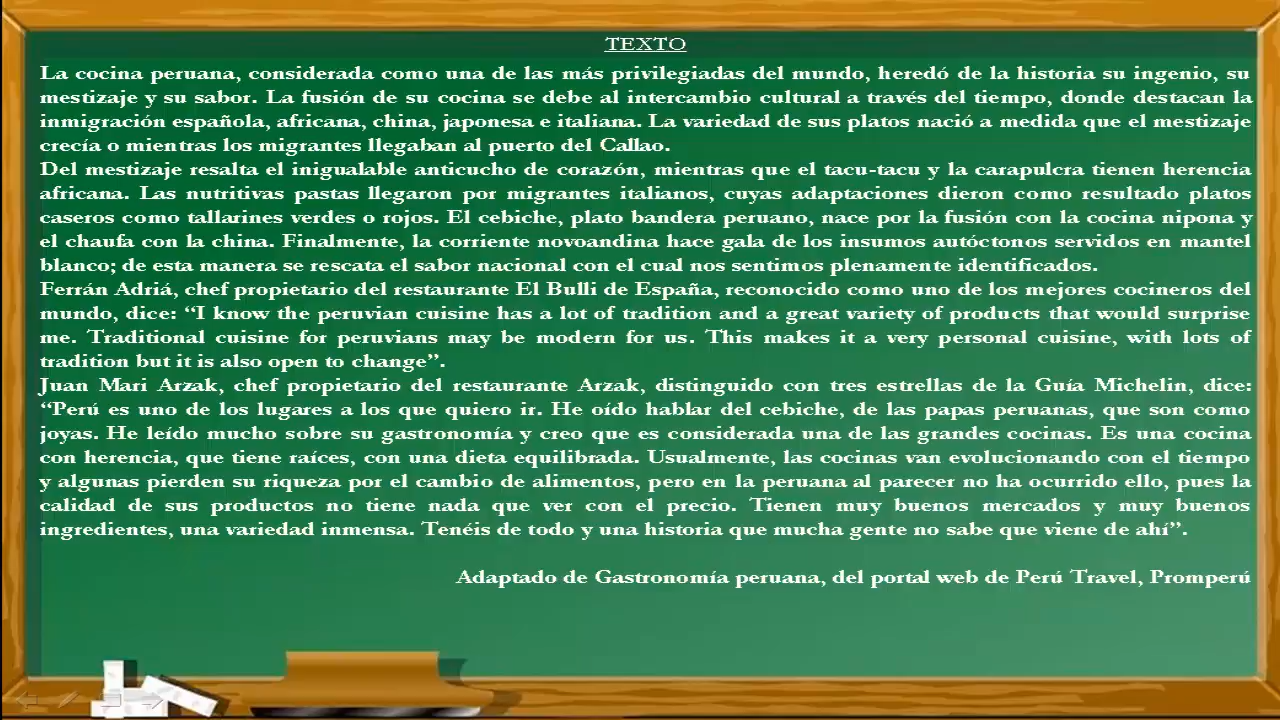 TEXTO
La cocina peruana, considerada como una de las más privilegiadas del mundo, heredó de la historia su ingenio, su
mestizaje y su sabor. La fusión de su cocina se debe al intercambio cultural a través del tiempo, donde destacan la
inmigración española, africana, china, japonesa e italiana. La variedad de sus platos nació a medida que el mestizaje
crecía o mientras los migrantes llegaban al puerto del Callao.
Del mestizaje resalta el inigualable anticucho de corazón, mientras que el tacu-tacu y la carapulcra tienen herencia
africana. Las nutritivas pastas llegaron por migrantes italianos, cuyas adaptaciones dieron como resultado platos
caseros como tallarines verdes o rojos. El cebiche, plato bandera peruano, nace por la fusión con la cocina nipona y
el chaufa con la china. Finalmente, la corriente novoandina hace gala de los insumos autóctonos servidos en mantel
blanco; de esta manera se rescata el sabor nacional con el cual nos sentimos plenamente identificados.
Ferrán Adriá, chef propietario del restaurante El Bulli de España, reconocido como uno de los mejores cocineros del
mundo, dice: “I know the peruvian cuisine has a lot of tradition and a great variety of products that would surprise
me. Traditional cuisine for peruvians may be modern for us. This makes it a very personal cuisine, with lots of
tradition but it is also open to change”.
Juan Mari Arzak, chef propietario del restaurante Arzak, distinguido con tres estrellas de la Guía Michelin, dice:
“Perú es uno de los lugares a los que quiero ir. He oído hablar del cebiche, de las papas peruanas, que son como
joyas. He leído mucho sobre su gastronomía y creo que es considerada una de las grandes cocinas. Es una cocina
con herencia, que tiene raíces, con una dieta equilibrada. Usualmente, las cocinas van evolucionando con el tiempo
y algunas pierden su riqueza por el cambio de alimentos, pero en la peruana al parecer no ha ocurrido ello, pues la
calidad de sus productos no tiene nada que ver con el precio. Tienen muy buenos mercados y muy buenos
ingredientes, una variedad inmensa. Tenéis de todo y una historia que mucha gente no sabe que viene de ahí”.
Adaptado de Gastronomía peruana, del portal web de Perú Travel, Promperú